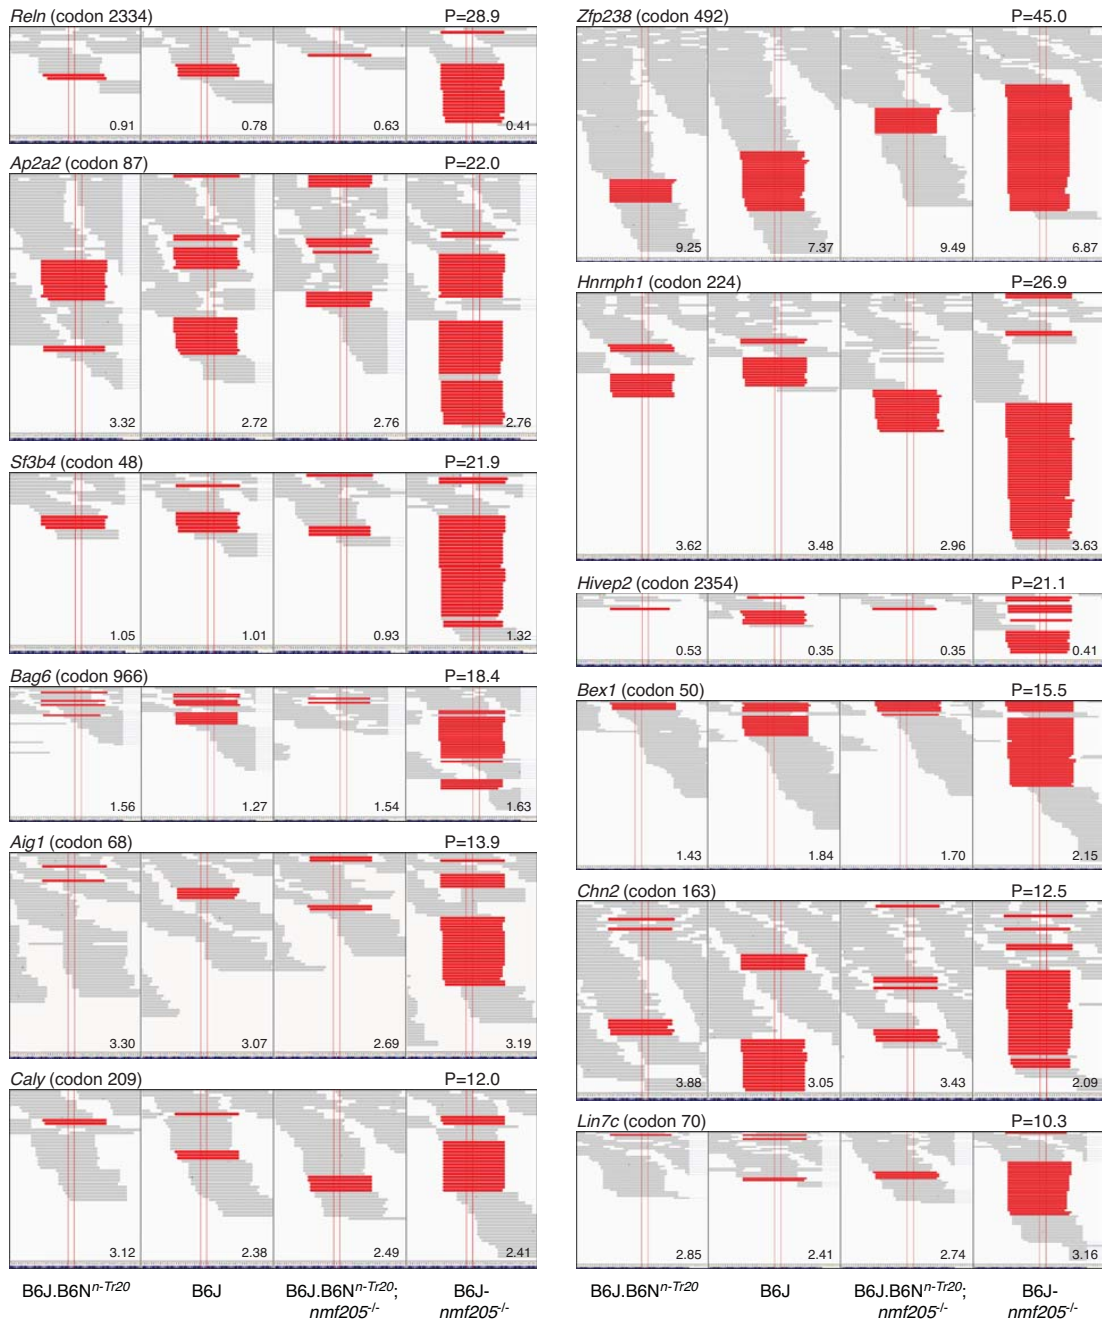 Reln (codon 2334) P=28.9
0.91 0.78 0.63 0.41
Ap2a2 (codon 87) P=22.0
3.32 2.72 2.76 2.76
Sf3b4 (codon 48) P=21.9
1.05 1.01 0.93 1.32
Bag6 (codon 966) P=18.4
1.56 1.27 1.54 1.63
Aig1 (codon 68) P=13.9
3.30 3.07 2.69 3.19
Caly (codon 209) P=12.0
3.12 2.38 2.49 2.41
B6J.B6Nn-Tr20 B6J B6J.B6Nn-Tr20; B6J-
nmf205-/- nmf205-/-
Zfp238 (codon 492) P=45.0
9.25 7.37 9.49 6.87
Hnrnph1 (codon 224) P=26.9
3.62 3.48 2.96 3.63
Hivep2 (codon 2354) P=21.1
0.53 0.35 0.35 0.41
Bex1 (codon 50) P=15.5
1.43 1.84 1.70 2.15
Chn2 (codon 163) P=12.5
3.88 3.05 3.43 2.09
Lin7c (codon 70) P=10.3
2.85 2.41 2.74 3.16
B6J.B6Nn-Tr20 B6J B6J.B6Nn-Tr20; B6J-
nmf205-/- nmf205-/-